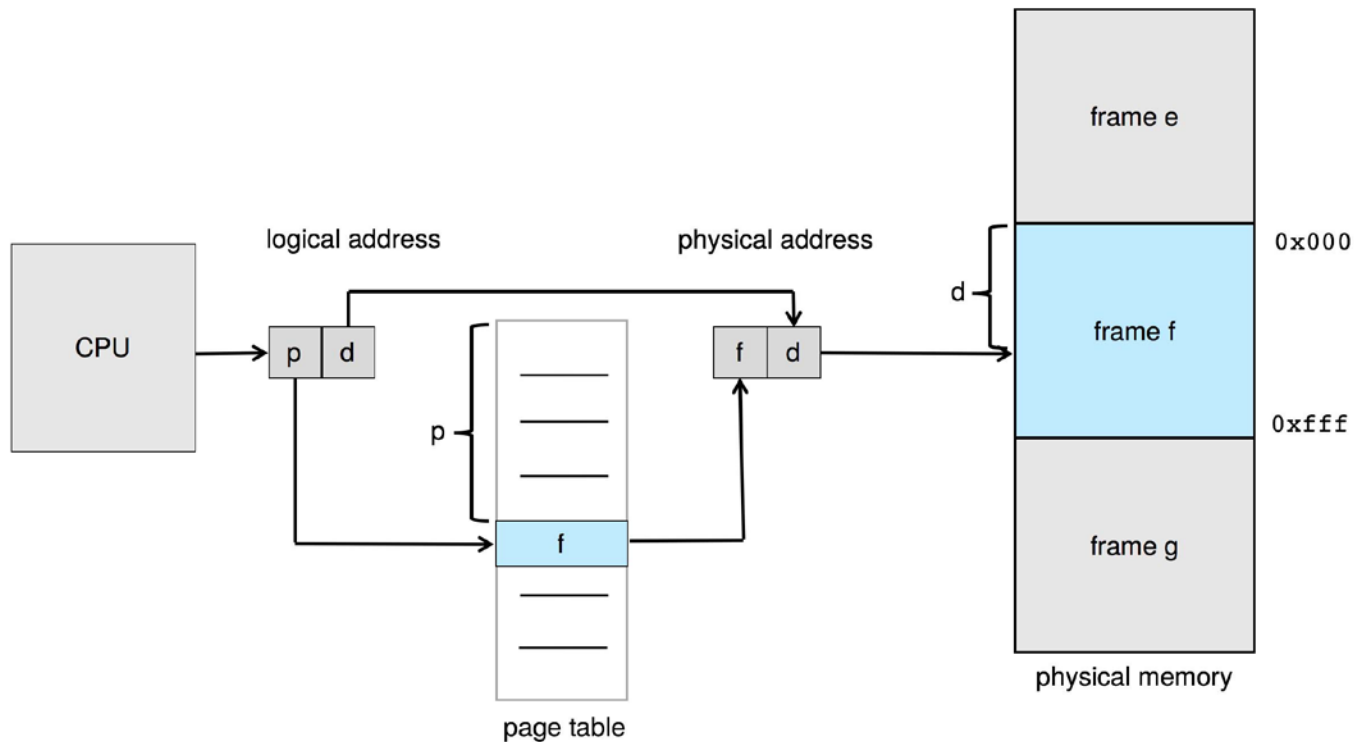 frame e
logical address
physical address
0x000
d
frame f
CPU
p
d
f
d
p
0xfff
f
frame g
physical memory
page table